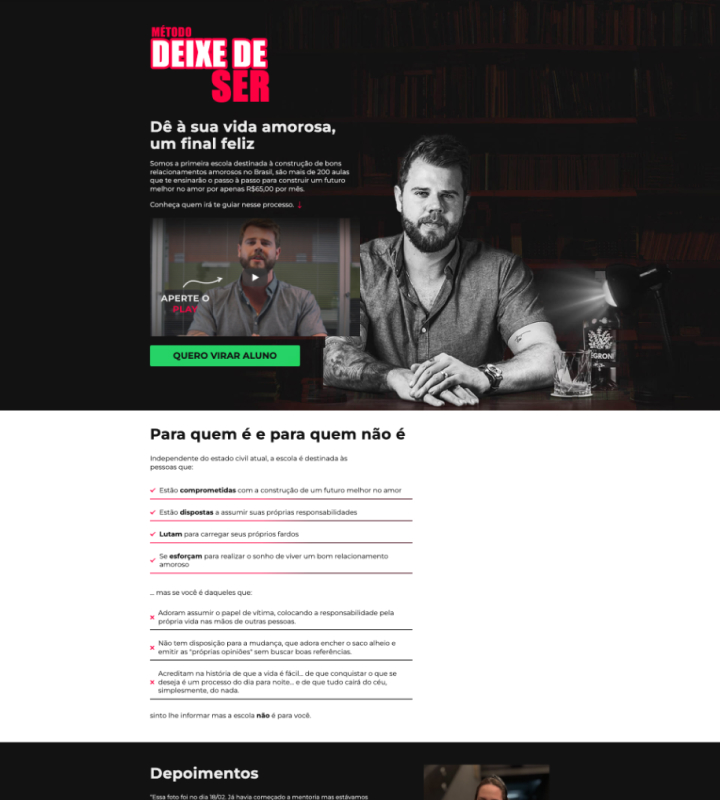 MÉTODO
DEIXE DE
SER
Dê à sua vida amorosa,
um final feliz
Somos a primeira escola destinada à construção de bons
relacionamentos amorosos no Brasil, são mais de 200 aulas
que te ensinarão o passo à passo para construir um futuro
melhor no amor por apenas R$65,00 por mês.
Conheça quem irá te guiar nesse processo. ↓
APERTE O
PLAY
QUERO VIRAR ALUNO
Para quem é e para quem não é
Independente do estado civil atual, a escola é destinada às
pessoas que:
Estão comprometidas com a construção de um futuro melhor no amor
Estão dispostas a assumir suas próprias responsabilidades
Lutam para carregar seus próprios fardos
Se esforçam para realizar o sonho de viver um bom relacionamento
amoroso
... mas se você é daqueles que:
Adoram assumir o papel de vítima, colocando a responsabilidade pela
própria vida nas mãos de outras pessoas.
Não tem disposição para a mudança, que adora encher o saco alheio e
emitir as "próprias opiniões" sem buscar boas referências.
Acreditam na história de que a vida é fácil... de que conquistar o que se
deseja é um processo do dia para noite... e de que tudo cairá do céu,
simplesmente, do nada.
sinto lhe informar mas a escola não é para você.
Depoimentos
"Essa foto foi no dia 18/02. Já havia começado a mentoria mas estávamos